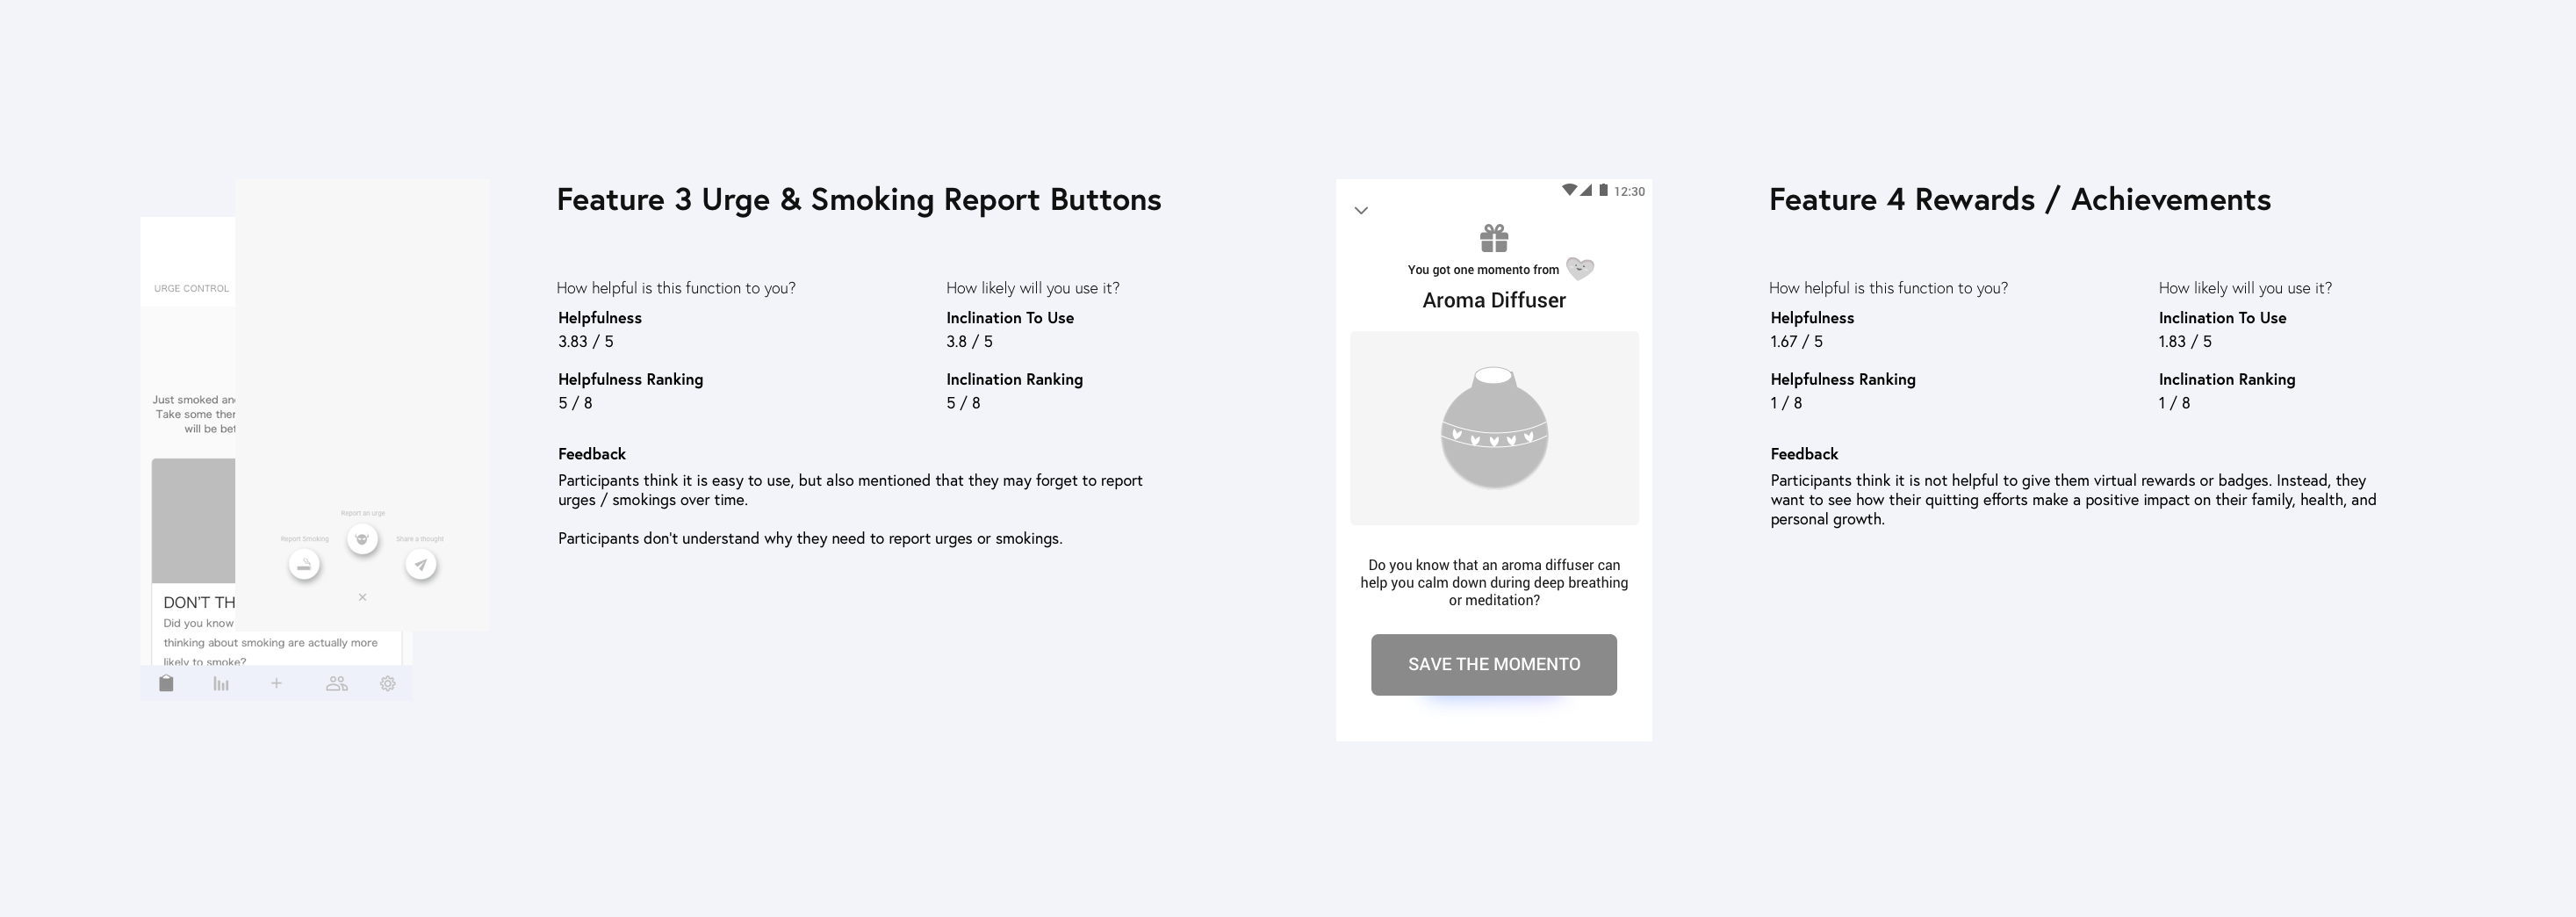 URGE CONTROL
Just smoked an
Take some ther
will be bet
DON'T TH
Did you know
thinking about smoking are actually more
likely to smoke?
Report an urge
Report Smoking
Share a thought
Feature 3 Urge & Smoking Report Buttons
How helpful is this function to you?
Helpfulness
3.83 / 5
Helpfulness Ranking
5 / 8
How likely will you use it?
Inclination To Use
3.8 / 5
Inclination Ranking
5 / 8
Feedback
Participants think it is easy to use, but also mentioned that they may forget to report
urges / smokings over time.
Participants don't understand why they need to report urges or smokings.
12:30
You got one momento from
Aroma Diffuser
Do you know that an aroma diffuser can
help you calm down during deep breathing
or meditation?
SAVE THE MOMENTO
Feature 4 Rewards / Achievements
How helpful is this function to you?
Helpfulness
1.67 / 5
Helpfulness Ranking
1 / 8
How likely will you use it?
Inclination To Use
1.83 / 5
Inclination Ranking
1 / 8
Feedback
Participants think it is not helpful to give them virtual rewards or badges. Instead, they
want to see how their quitting efforts make a positive impact on their family, health, and
personal growth.